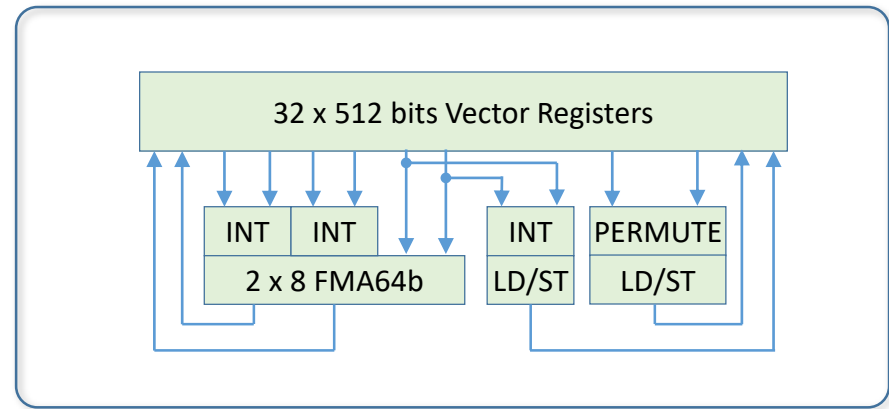 32 x 512 bits Vector Registers
INT INT INT PERMUTE
2 x 8 FMA64b LD/ST LD/ST